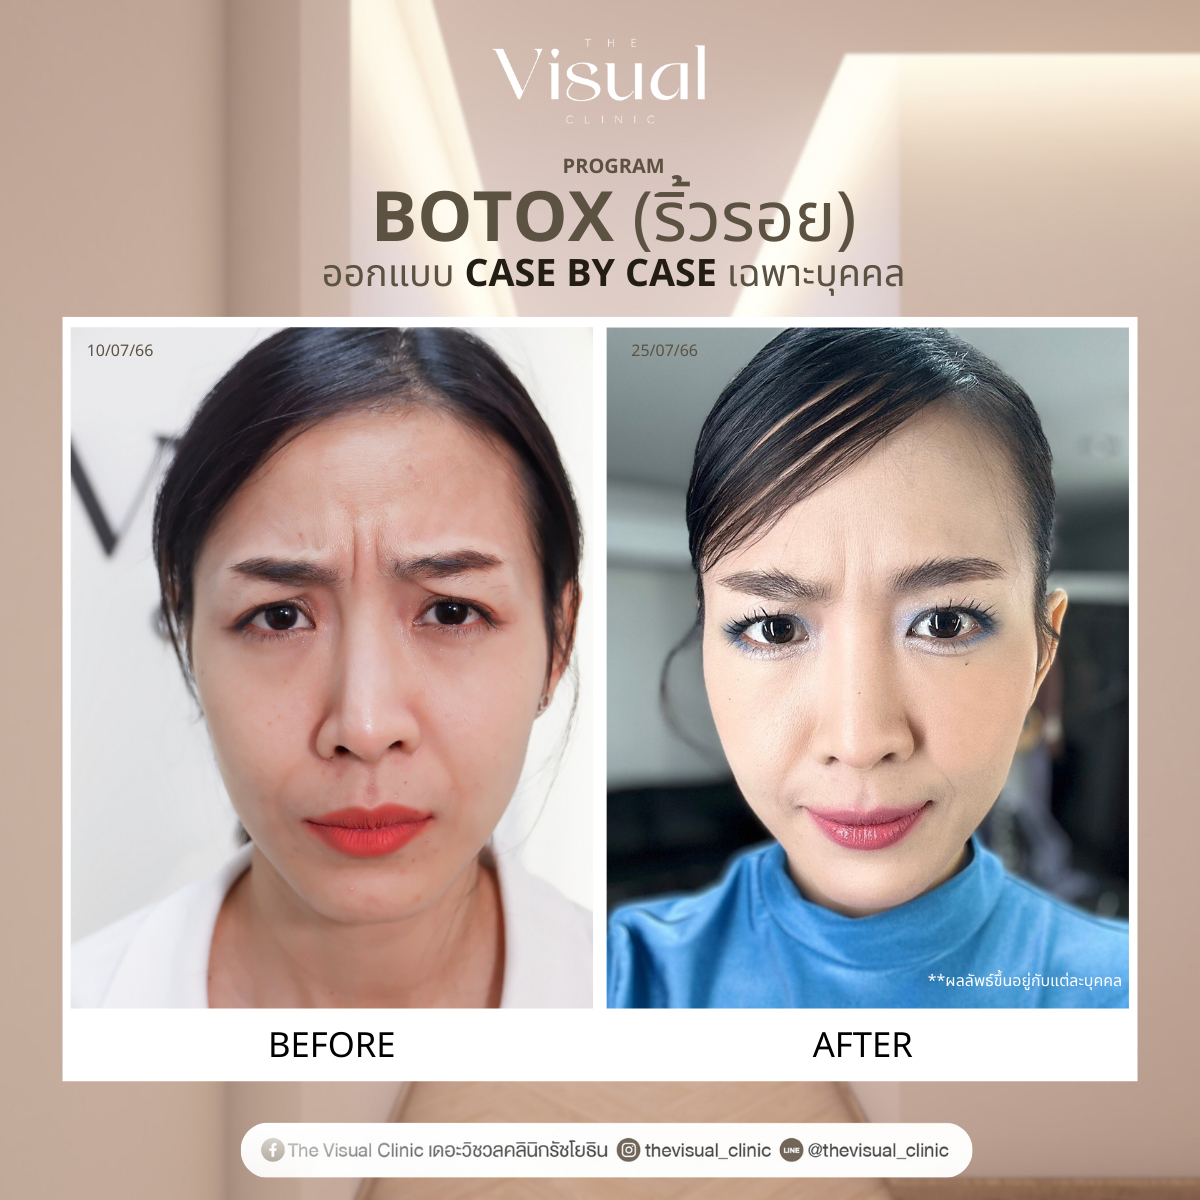 THE
Visual
CLINIC
PROGRAM
BOTOX (ริ้วรอย)
ออกแบบ CASE BY CASE เฉพาะบุคคล
10/07/66
25/07/66
**ผลลัพธ์ขึ้นอยู่กับแต่ละบุคคล
BEFORE
AFTER
The Visual Clinic เดอะวิชวลคลินิกรัชโยธิน thevisual_clinic LINE @thevisual_clinic